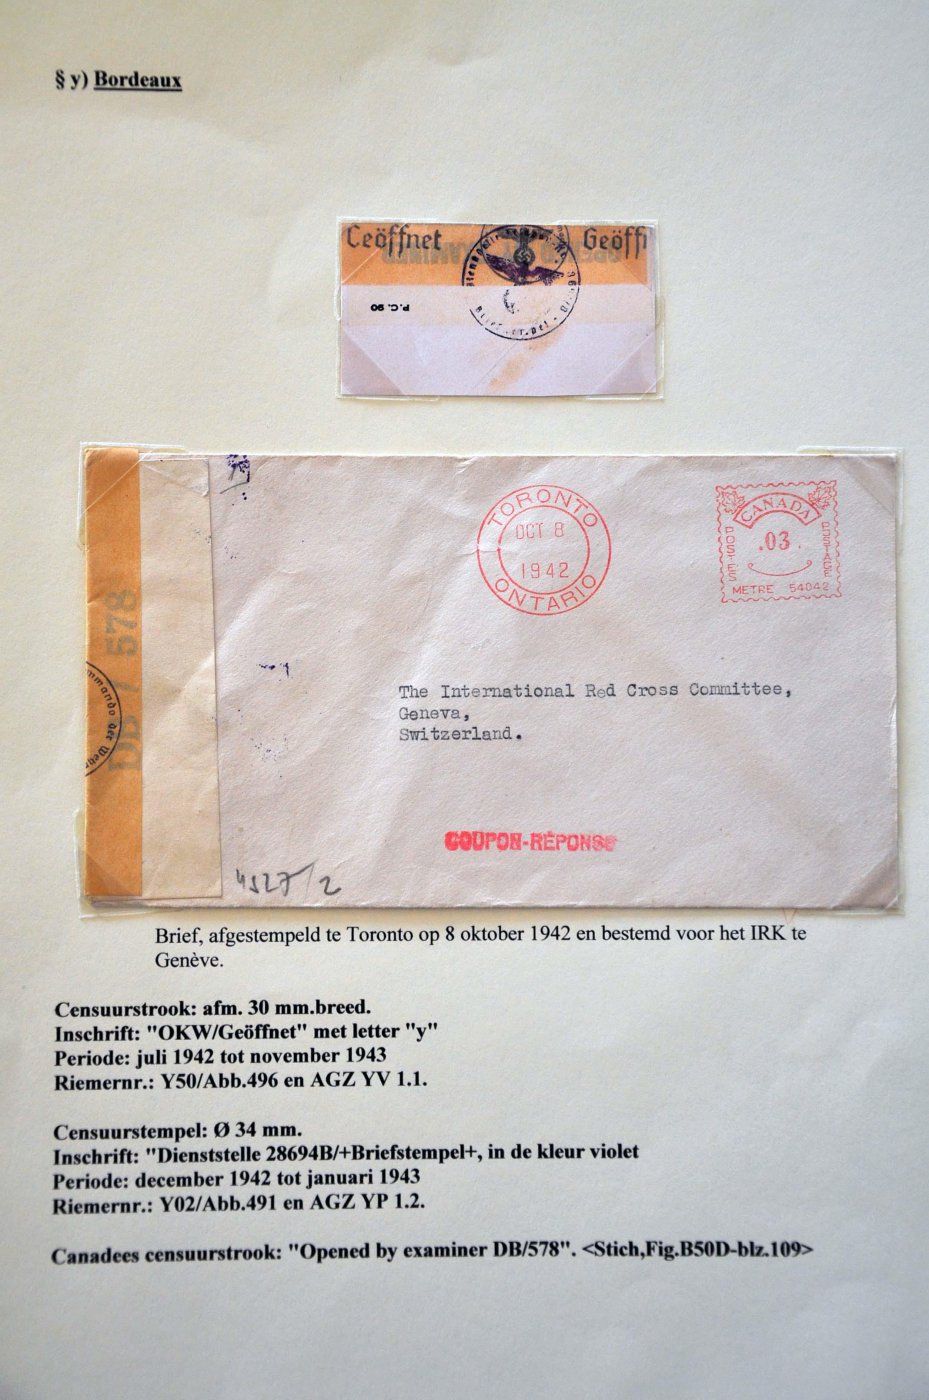 § y) Bordeaux
Geöffnet
Geöff
P.C. 90
TORONTO
OCT 8
1942
ONTARIO
CANADA
POSTES
.03.
POSTAGE
METRE 54042
DB / 578
mmando der Weh
The International Red Cross Committee,
Geneva,
Switzerland.
COUPON-RÉPONSE
4527/2
Brief, afgestempeld te Toronto op 8 oktober 1942 en bestemd voor het IRK te
Genève.
Censuurstrook: afm. 30 mm.breed.
Inschrift: "OKW/Geöffnet" met letter "y"
Periode: juli 1942 tot november 1943
Riemernr.: Y50/Abb.496 en AGZ YV 1.1.
Censuurstempel: Ø 34 mm.
Inschrift: "Dienststelle 28694B/+Briefstempel+, in de kleur violet
Periode: december 1942 tot januari 1943
Riemernr.: Y02/Abb.491 en AGZ YP 1.2.
Canadees censuurstrook: "Opened by examiner DB/578". <Stich,Fig.B50D-blz.109>